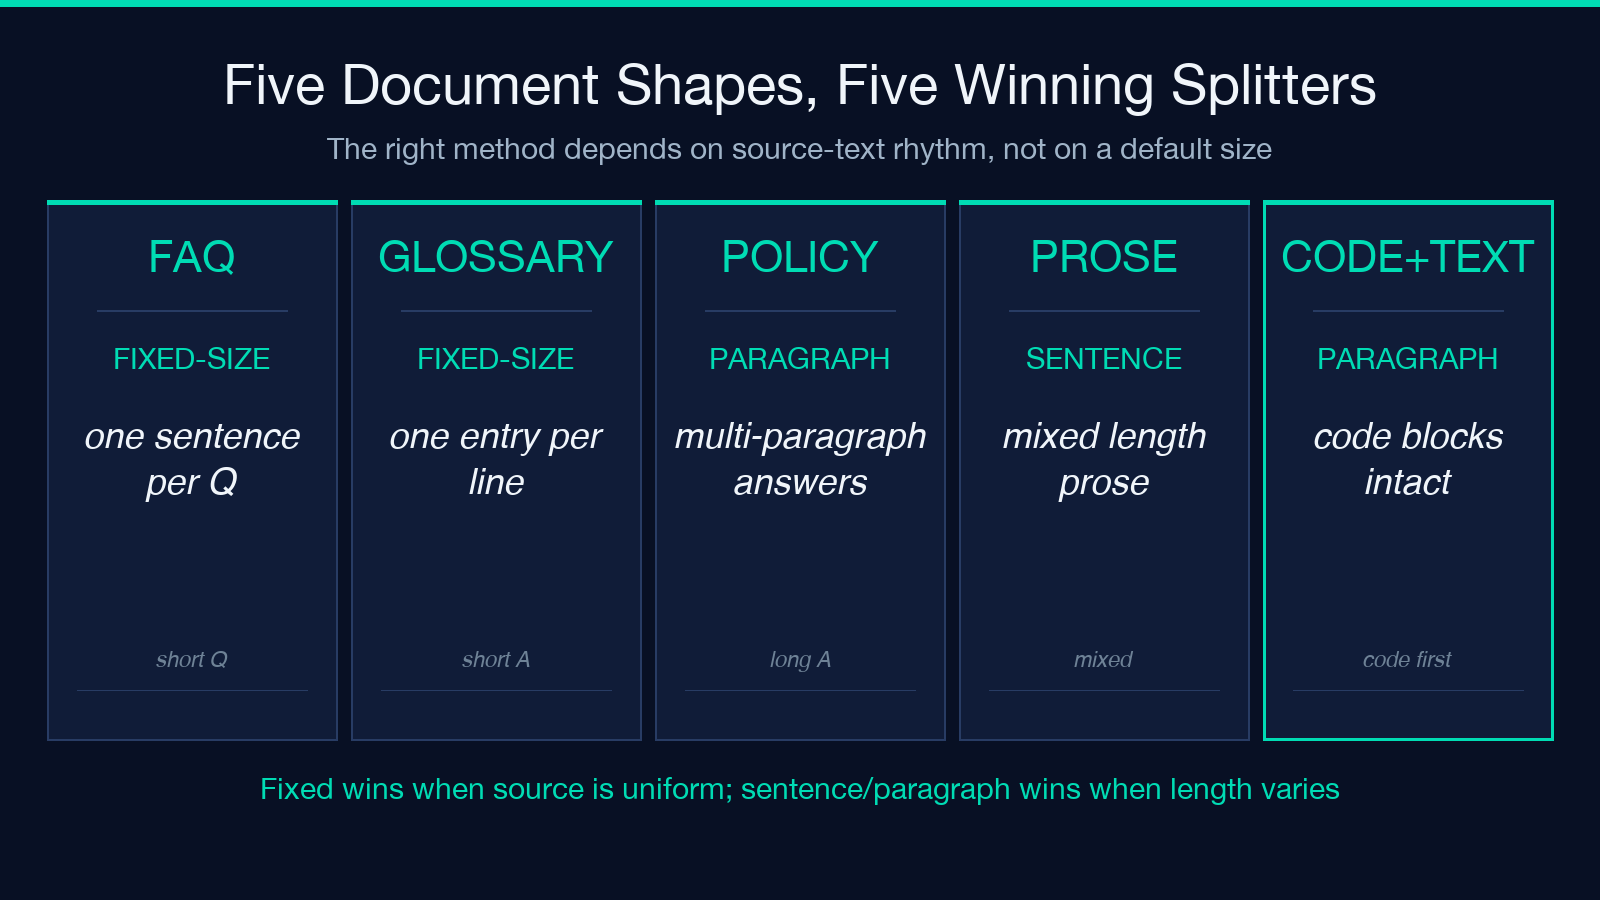 Five Document Shapes, Five Winning Splitters
The right method depends on source-text rhythm, not on a default size
FAQ
FIXED-SIZE
one sentence
per Q
short Q
GLOSSARY
FIXED-SIZE
one entry per
line
short A
POLICY
PARAGRAPH
multi-paragraph
answers
long A
PROSE
SENTENCE
mixed length
prose
mixed
CODE+TEXT
PARAGRAPH
code blocks
intact
code first
Fixed wins when source is uniform; sentence/paragraph wins when length varies